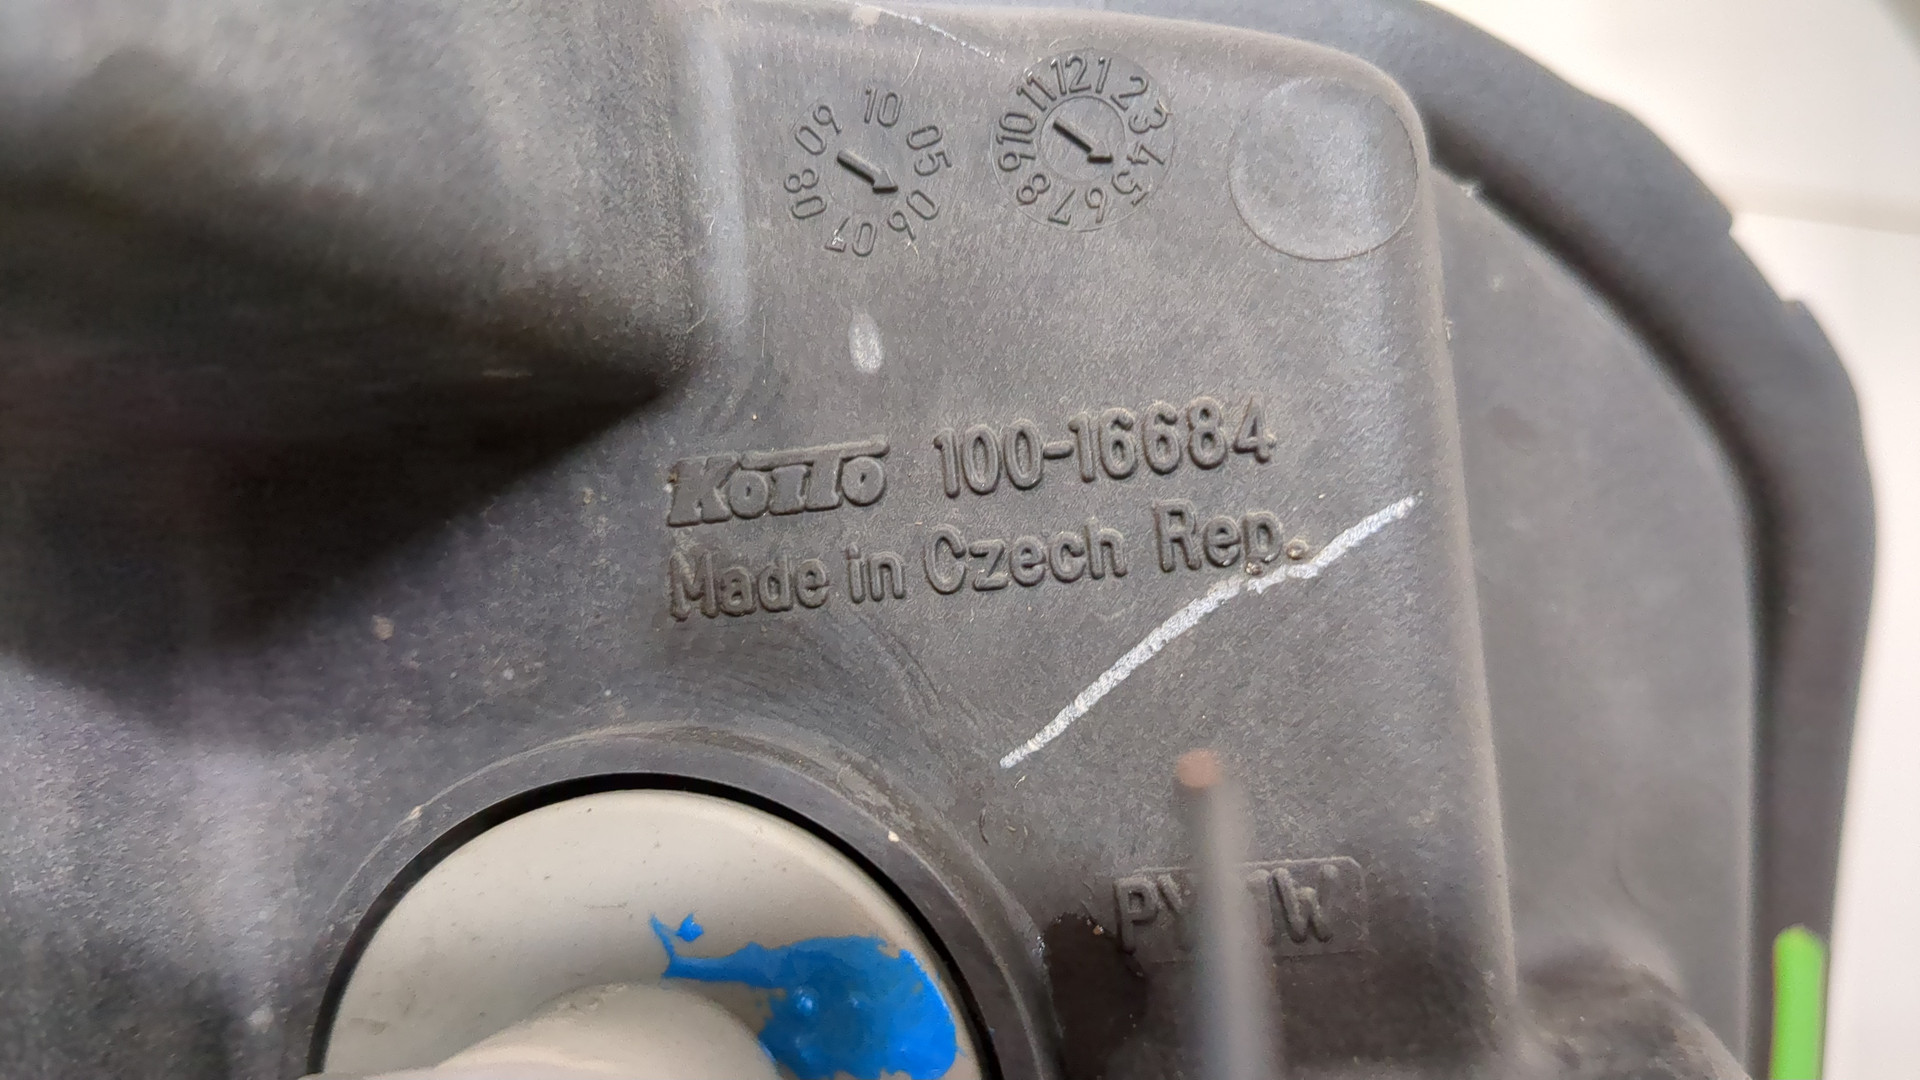 10 05 06 07 08 09
12 1 2 3 4 5 6 7 8 9 10 11
KOITO 100-16684
Made in Czech Rep.